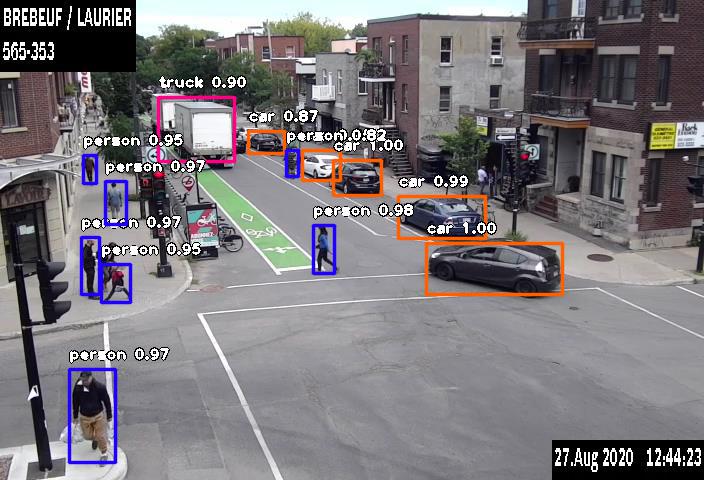 BREBEUF / LAURIER
565-353
truck 0.90
car 0.87
person 0.82
car 1.00
person 0.95
person 0.97
car 0.99
person 0.97
person 0.98
person 0.95
car 1.00
person 0.97
27.Aug 2020 12:44:23